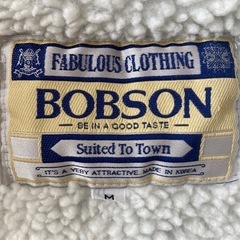 FABULOUS CLOTHING
BOBSON
BE IN A GOOD TASTE
Suited To Town
IT'S A VERY ATTRACTIVE. MADE IN KOREA
M